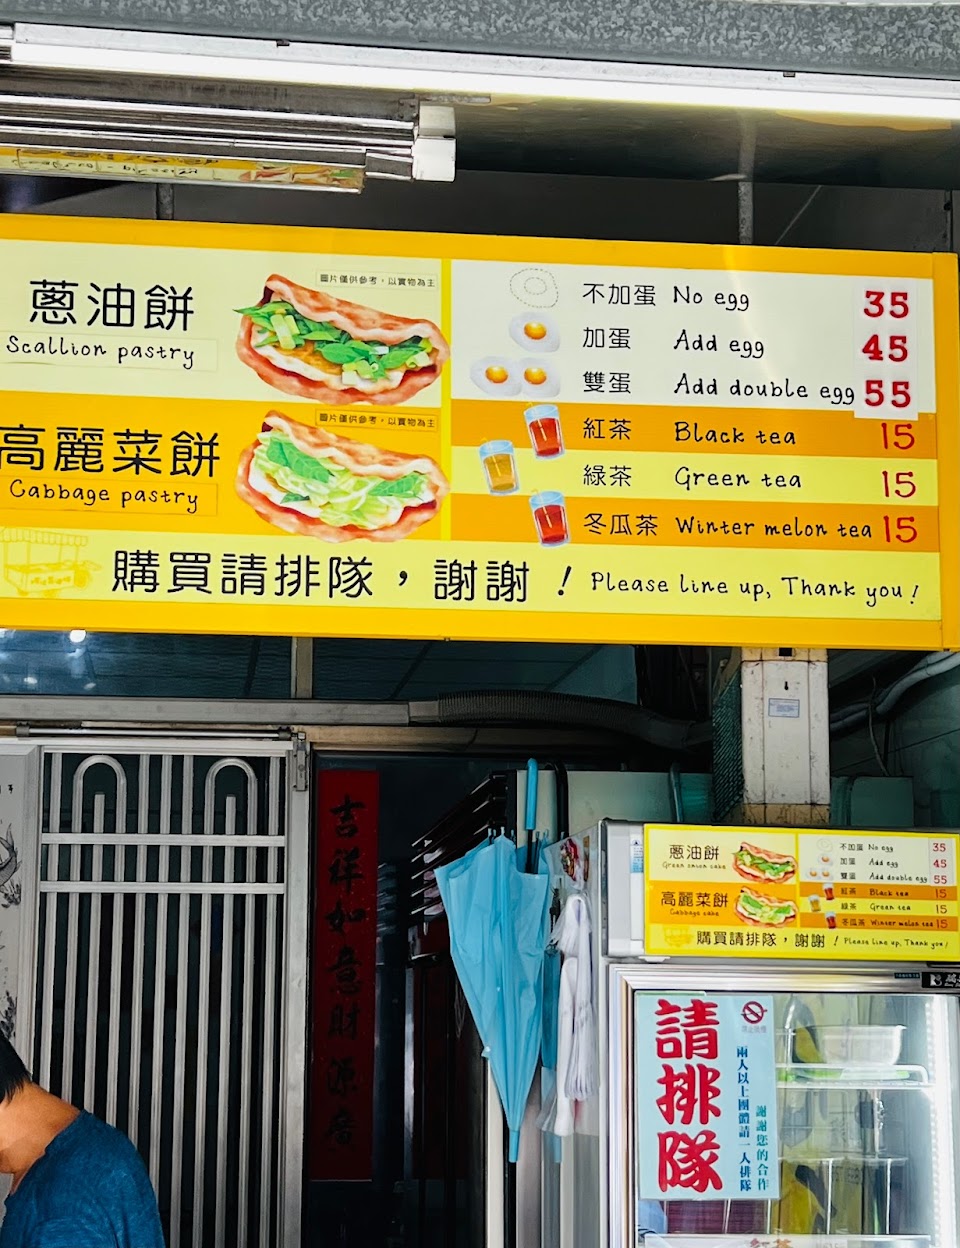 蔥油餅
Scallion pastry
圖片僅供參考，以實物為主
高麗菜餅
Cabbage pastry
圖片僅供參考，以實物為主
不加蛋 No egg 35
加蛋 Add egg 45
雙蛋 Add double egg 55
紅茶 Black tea 15
綠茶 Green tea 15
冬瓜茶 Winter melon tea 15
購買請排隊，謝謝！Please line up, Thank you!
吉祥如意財源
蔥油餅
Green onion cake
高麗菜餅
Cabbage cake
不加蛋 No egg 35
加蛋 Add egg 45
雙蛋 Add double egg 55
紅茶 Black tea 15
綠茶 Green tea 15
冬瓜茶 Winter melon tea 15
購買請排隊，謝謝！Please line up, Thank you!
請排隊
兩人以上團體請一人排隊
謝謝您的合作
紅茶